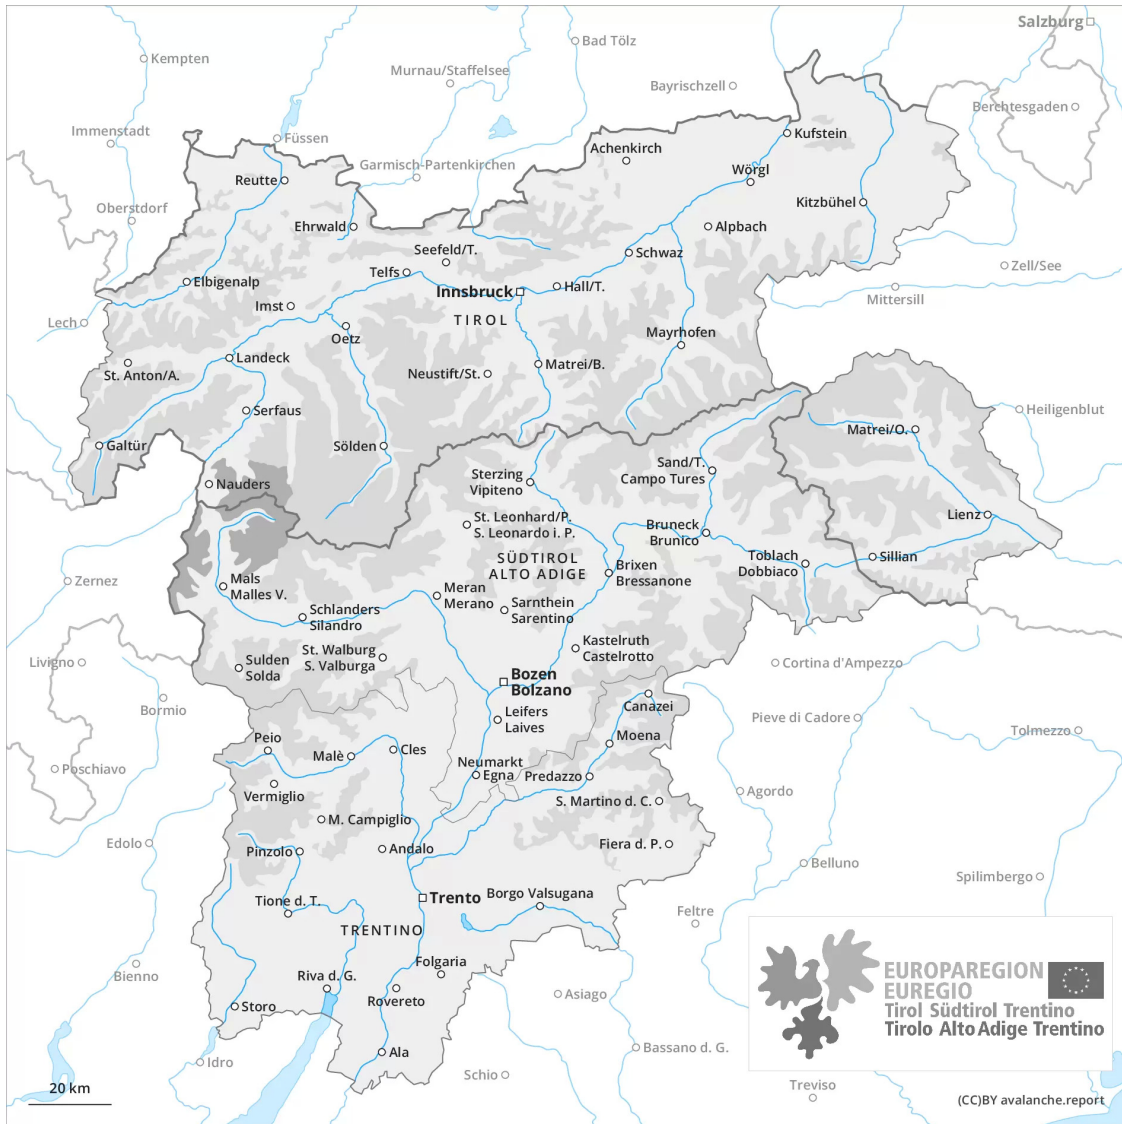 Salzburg
Bad Tölz
Kempten
Murnau/Staffelsee
Bayrischzell
Berchtesgaden
Immenstadt
Füssen
Kufstein
Achenkirch
Garmisch-Partenkirchen
Wörgl
Reutte
Oberstdorf
Kitzbühel
Ehrwald
Alpbach
Seefeld/T.
Schwaz
Telfs
Zell/See
Elbigenalp
Innsbruck
Hall/T.
Mittersill
Imst
TIROL
Lech
Oetz
Mayrhofen
Landeck
Matrei/B.
St. Anton/A.
Neustift/St.
Serfaus
Heiligenblut
Matrei/O.
Galtür
Sölden
Sterzing
Vipiteno
Sand/T.
Campo Tures
Nauders
St. Leonhard/P.
S. Leonardo i. P.
Bruneck
Brunico
Lienz
SÜDTIROL
ALTO ADIGE
Toblach
Dobbiaco
Sillian
Brixen
Bressanone
Zernez
Mals
Malles V.
Meran
Merano
Sarnthein
Sarentino
Schlanders
Silandro
Kastelruth
Castelrotto
St. Walburg
S. Valburga
Livigno
Sulden
Solda
Cortina d'Ampezzo
Bozen
Bolzano
Bormio
Canazei
Leifers
Laives
Pieve di Cadore
Tolmezzo
Peio
Moena
Malè
Cles
Neumarkt
Egna
Predazzo
Poschiavo
Vermiglio
Agordo
S. Martino d. C.
M. Campiglio
Edolo
Pinzolo
Andalo
Fiera d. P.
Belluno
Spilimbergo
Trento
Borgo Valsugana
Tione d. T.
Feltre
TRENTINO
Folgaria
Bienno
Riva d. G.
Rovereto
Asiago
Storo
EUROPAREGION
EUREGIO
Tirol Südtirol Trentino
Tirolo Alto Adige Trentino
Ala
Idro
Bassano d. G.
Schio
Treviso
20 km
(CC)BY avalanche.report